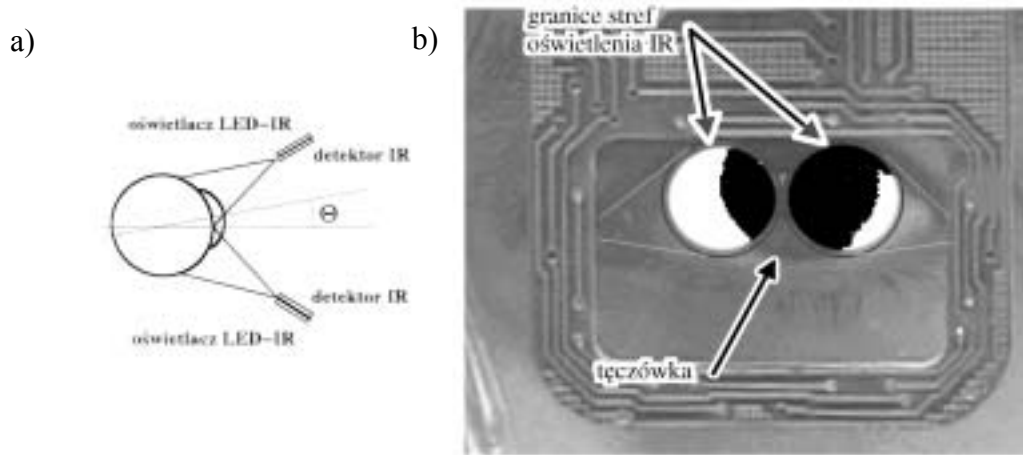 a)
oświetlacz LED-IR
detektor IR
Θ
detektor IR
oświetlacz LED-IR
b)
granice stref
oświetlenia IR
tęczówka